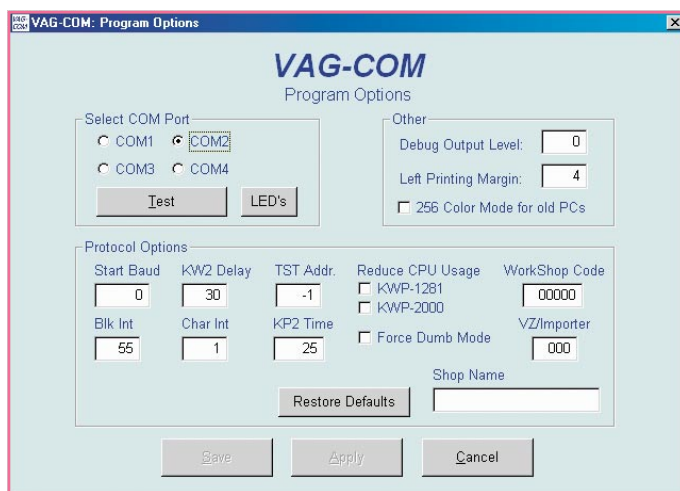 VAG-COM: Program Options
VAG-COM
Program Options
Select COM Port
COM1 COM2
COM3 COM4
Test LED's
Other
Debug Output Level: 0
Left Printing Margin: 4
256 Color Mode for old PCs
Protocol Options
Start Baud KW2 Delay TST Addr. Reduce CPU Usage WorkShop Code
0 30 -1 KWP-1281 00000
KWP-2000
Blk Int Char Int KP2 Time Force Dumb Mode VZ/Importer
55 1 25 000
Shop Name
Restore Defaults
Save Apply Cancel